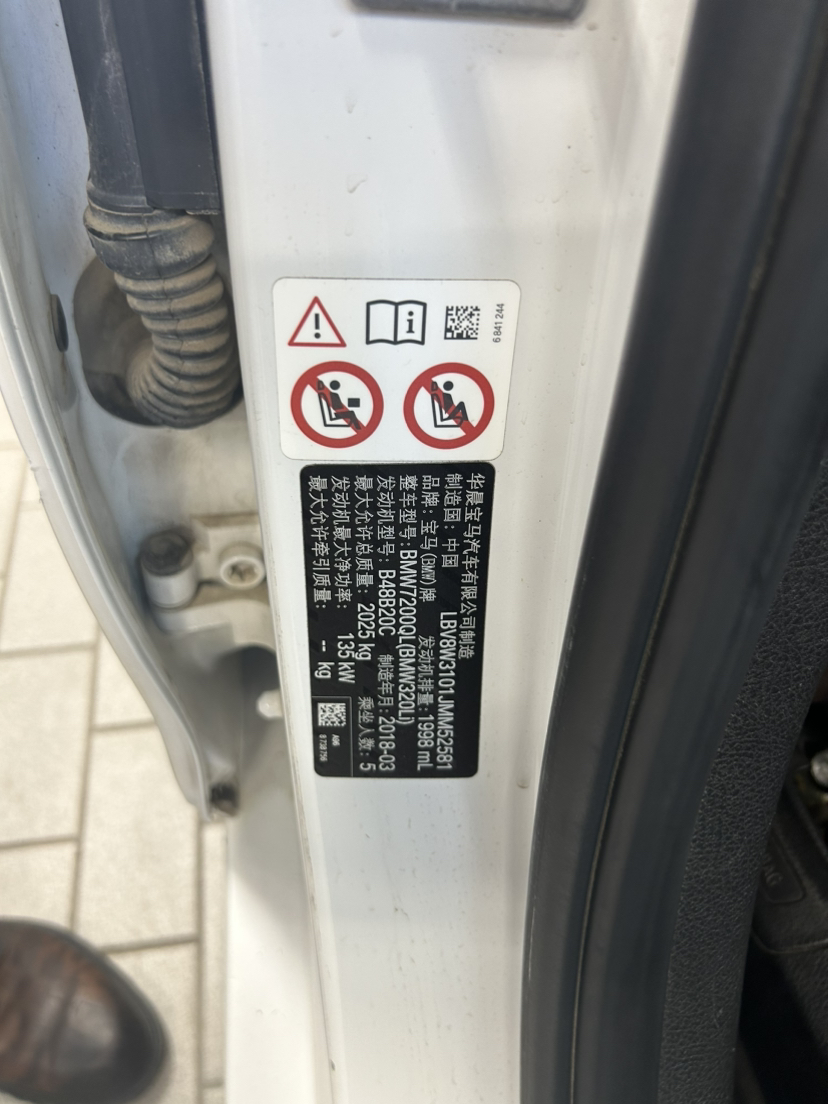 6 841 244
华晨宝马汽车有限公司制造
制造国：中国 LBV8W3101JMM52581
品牌：宝马(BMW)牌 发动机排量：1998 mL
整车型号：BMW7200QL(BMW320Li)
发动机型号：B48B20C 制造年月：2018-03
最大允许总质量：2025 kg 乘坐人数：5
发动机最大净功率：135 kW
最大允许牵引质量：-- kg